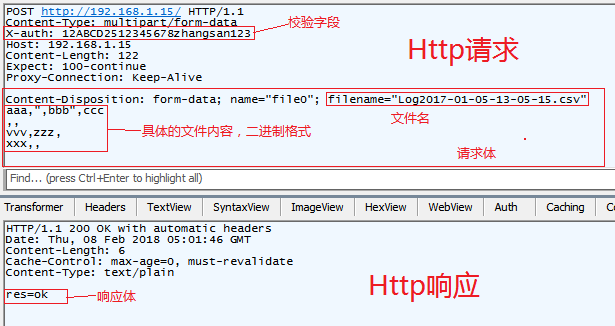 POST http://192.168.1.15/ HTTP/1.1
Content-Type: multipart/form-data
X-auth: 12ABCD2512345678zhangsan123
校验字段
Host: 192.168.1.15
Content-Length: 122
Expect: 100-continue
Proxy-Connection: Keep-Alive
Http请求
Content-Disposition: form-data; name="file0"; filename="Log2017-01-05-13-05-15.csv"
文件名
aaa,",bbb",ccc
,,
vvv,zzz,
xxx,,
具体的文件内容，二进制格式
请求体
Find... (press Ctrl+Enter to highlight all)
Transformer Headers TextView SyntaxView ImageView HexView WebView Auth Caching Co
HTTP/1.1 200 OK with automatic headers
Date: Thu, 08 Feb 2018 05:01:46 GMT
Content-Length: 6
Cache-Control: max-age=0, must-revalidate
Content-Type: text/plain
Http响应
res=ok
响应体